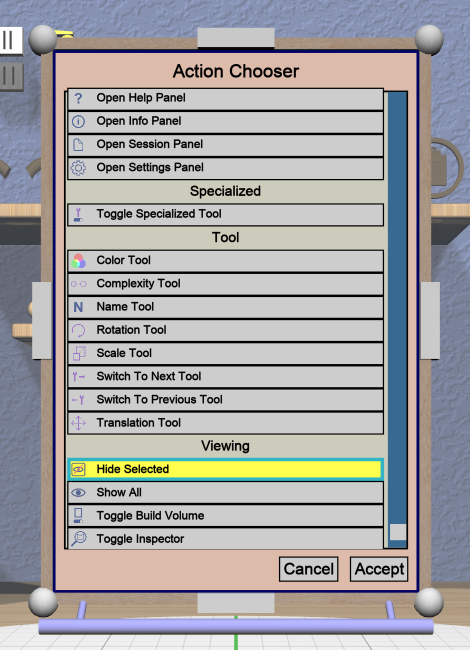 Action Chooser
? Open Help Panel
Open Info Panel
Open Session Panel
Open Settings Panel
Specialized
Toggle Specialized Tool
Tool
Color Tool
Complexity Tool
N Name Tool
Rotation Tool
Scale Tool
Switch To Next Tool
Switch To Previous Tool
Translation Tool
Viewing
Hide Selected
Show All
Toggle Build Volume
Toggle Inspector
Cancel Accept